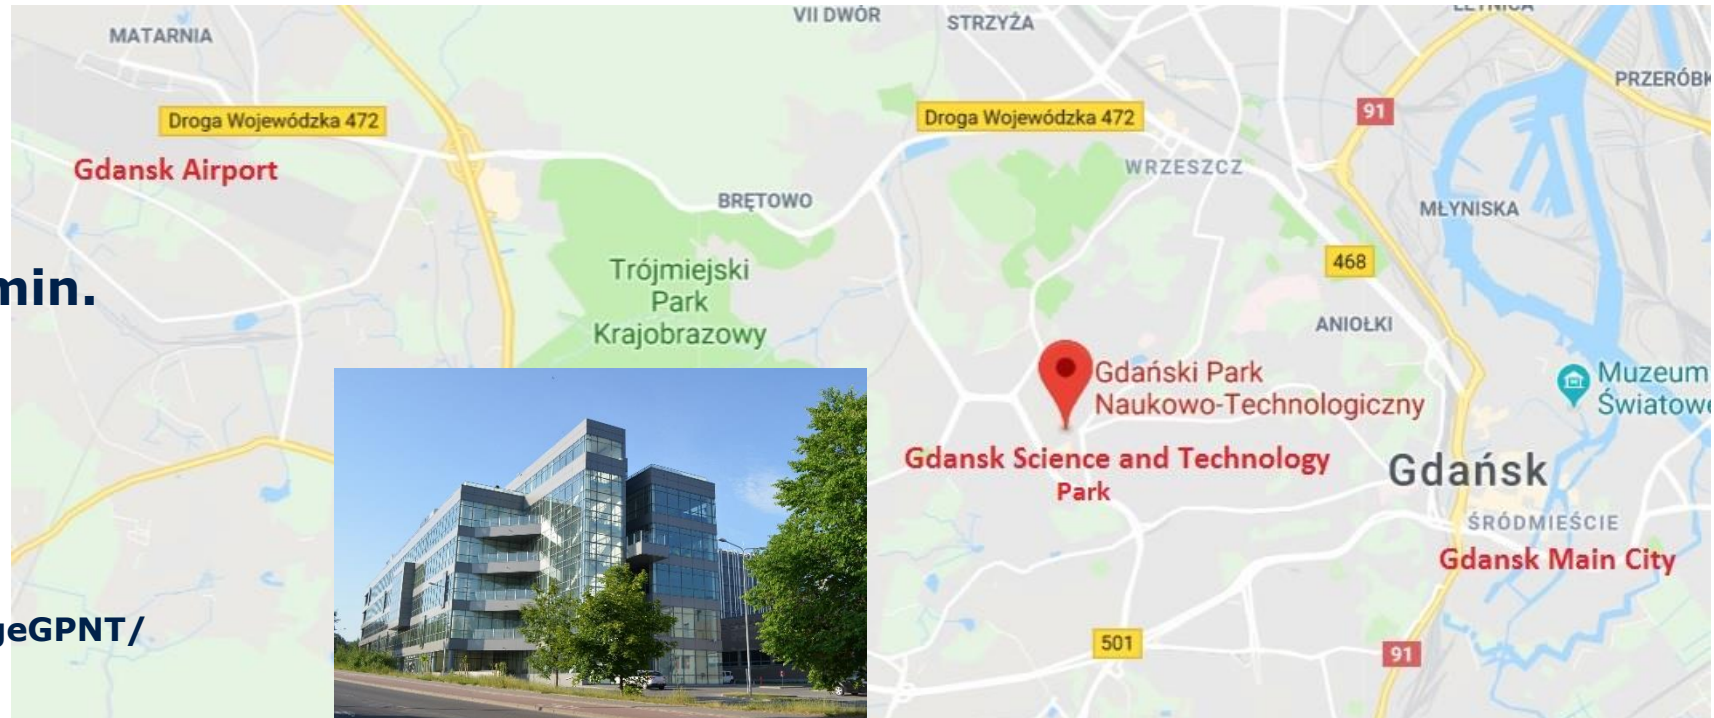 VII DWÓR
STRZYŻA
MATARNIA
PRZERÓBK
Droga Wojewódzka 472
Droga Wojewódzka 472
91
Gdansk Airport
WRZESZCZ
BRĘTOWO
MŁYNISKA
min.
Trójmiejski
Park
Krajobrazowy
468
ANIOŁKI
Gdański Park
Naukowo-Technologiczny
Muzeum
Światowe
Gdansk Science and Technology
Park
Gdańsk
ŚRÓDMIEŚCIE
Gdansk Main City
geGPNT/
501
91